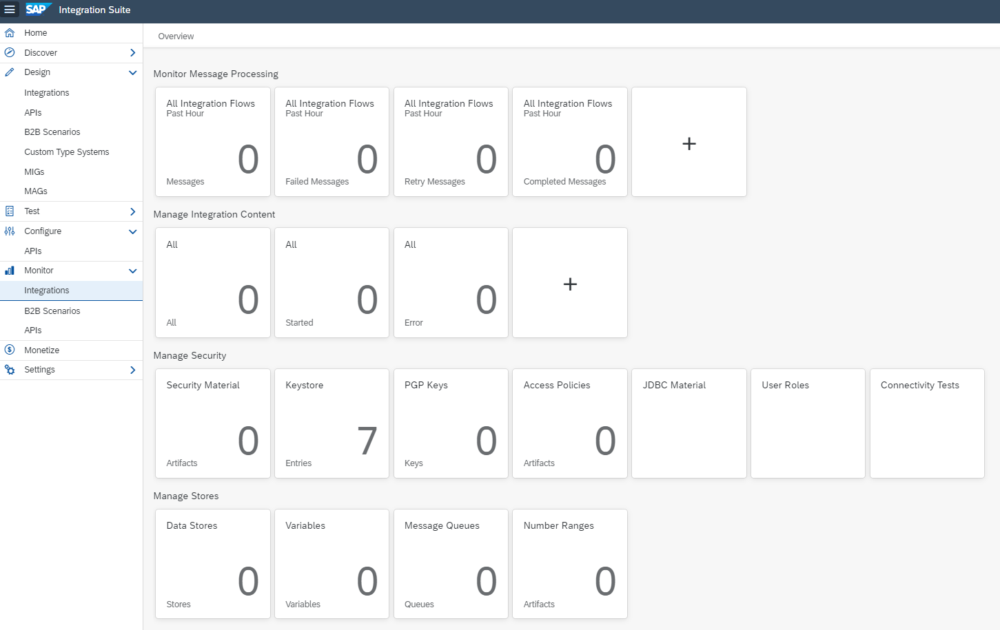 SAP Integration Suite
Home
Discover
Design
Integrations
APIs
B2B Scenarios
Custom Type Systems
MIGs
MAGs
Test
Configure
APIs
Monitor
Integrations
B2B Scenarios
APIs
Monetize
Settings
Overview
Monitor Message Processing
All Integration Flows
Past Hour
0
Messages
All Integration Flows
Past Hour
0
Failed Messages
All Integration Flows
Past Hour
0
Retry Messages
All Integration Flows
Past Hour
0
Completed Messages
+
Manage Integration Content
All
0
All
All
0
Started
All
0
Error
+
Manage Security
Security Material
0
Artifacts
Keystore
7
Entries
PGP Keys
0
Keys
Access Policies
0
Artifacts
JDBC Material
User Roles
Connectivity Tests
Manage Stores
Data Stores
0
Stores
Variables
0
Variables
Message Queues
0
Queues
Number Ranges
0
Artifacts